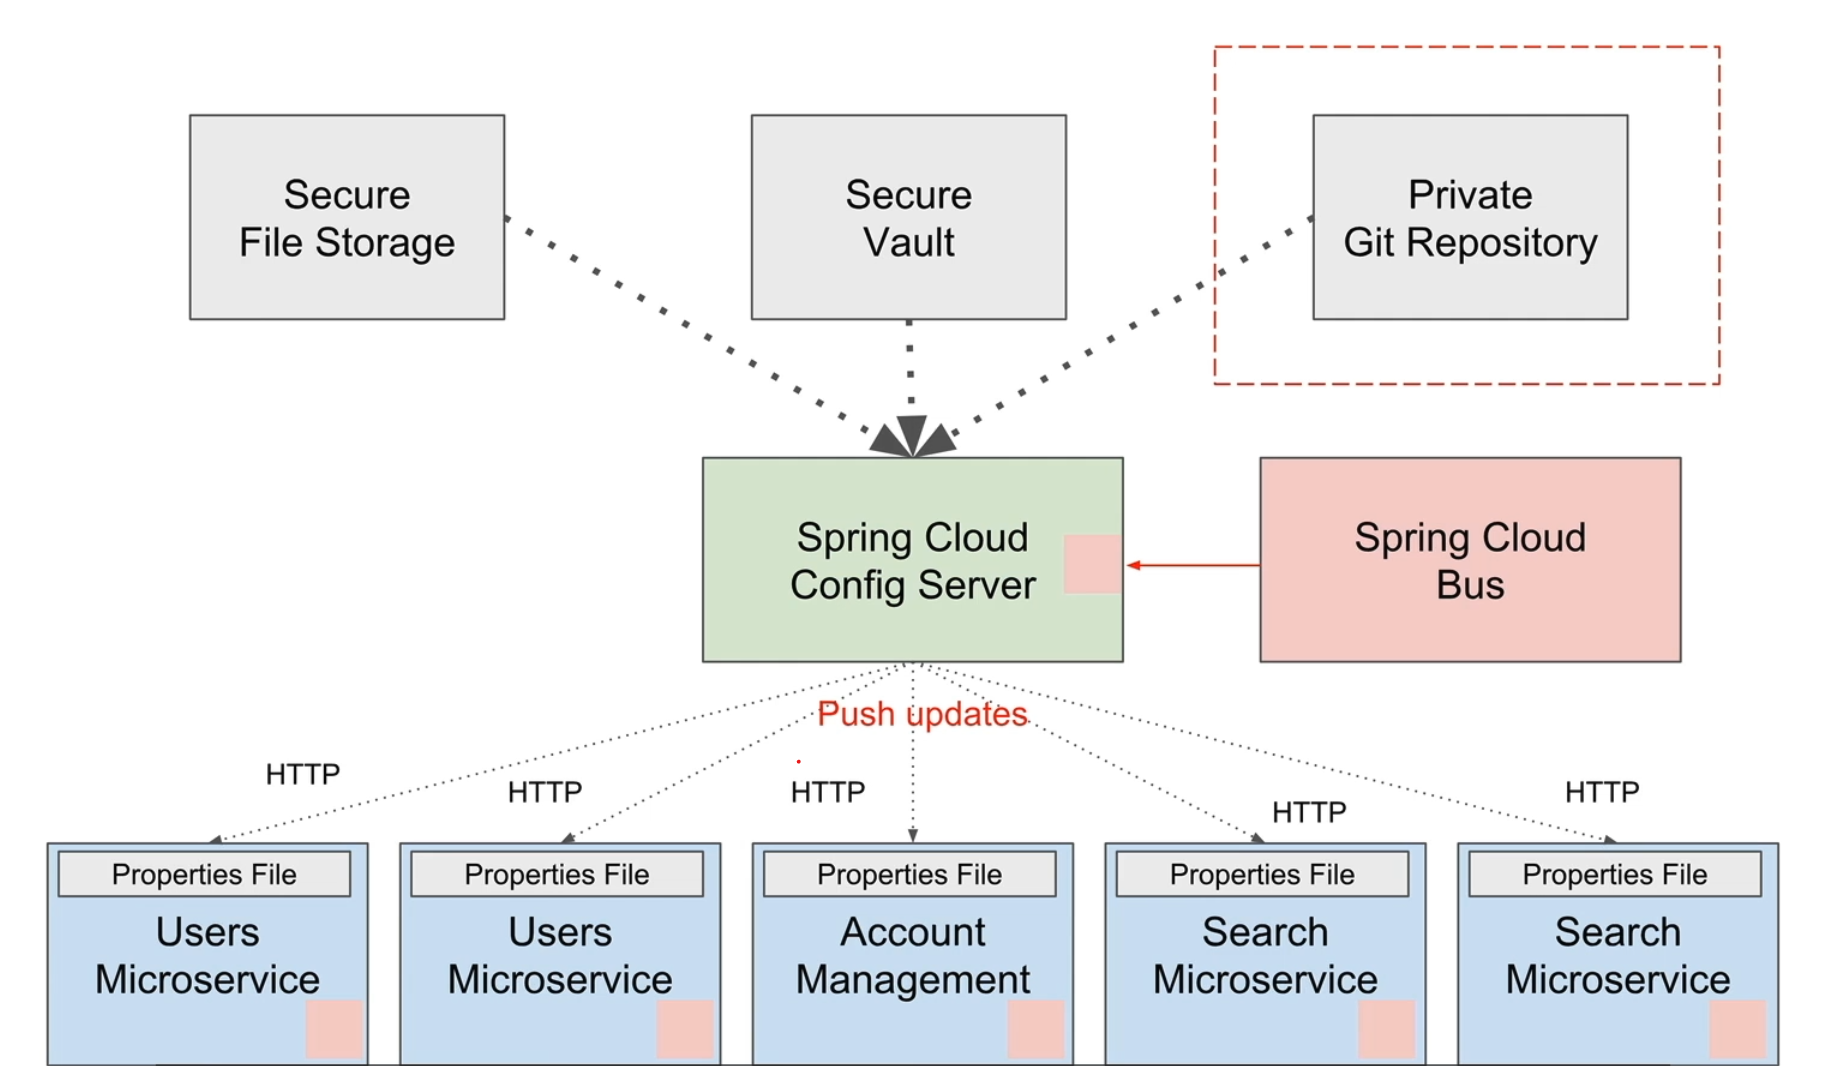 Secure
File Storage
Secure
Vault
Private
Git Repository
Spring Cloud
Config Server
Spring Cloud
Bus
Push updates
HTTP
HTTP
HTTP
HTTP
HTTP
Properties File
Users
Microservice
Properties File
Users
Microservice
Properties File
Account
Management
Properties File
Search
Microservice
Properties File
Search
Microservice